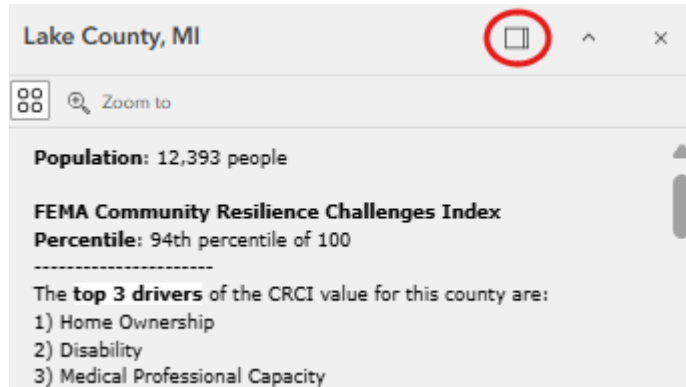 Lake County, MI
Zoom to
Population: 12,393 people
FEMA Community Resilience Challenges Index
Percentile: 94th percentile of 100
----------------------
The top 3 drivers of the CRCI value for this county are:
1) Home Ownership
2) Disability
3) Medical Professional Capacity